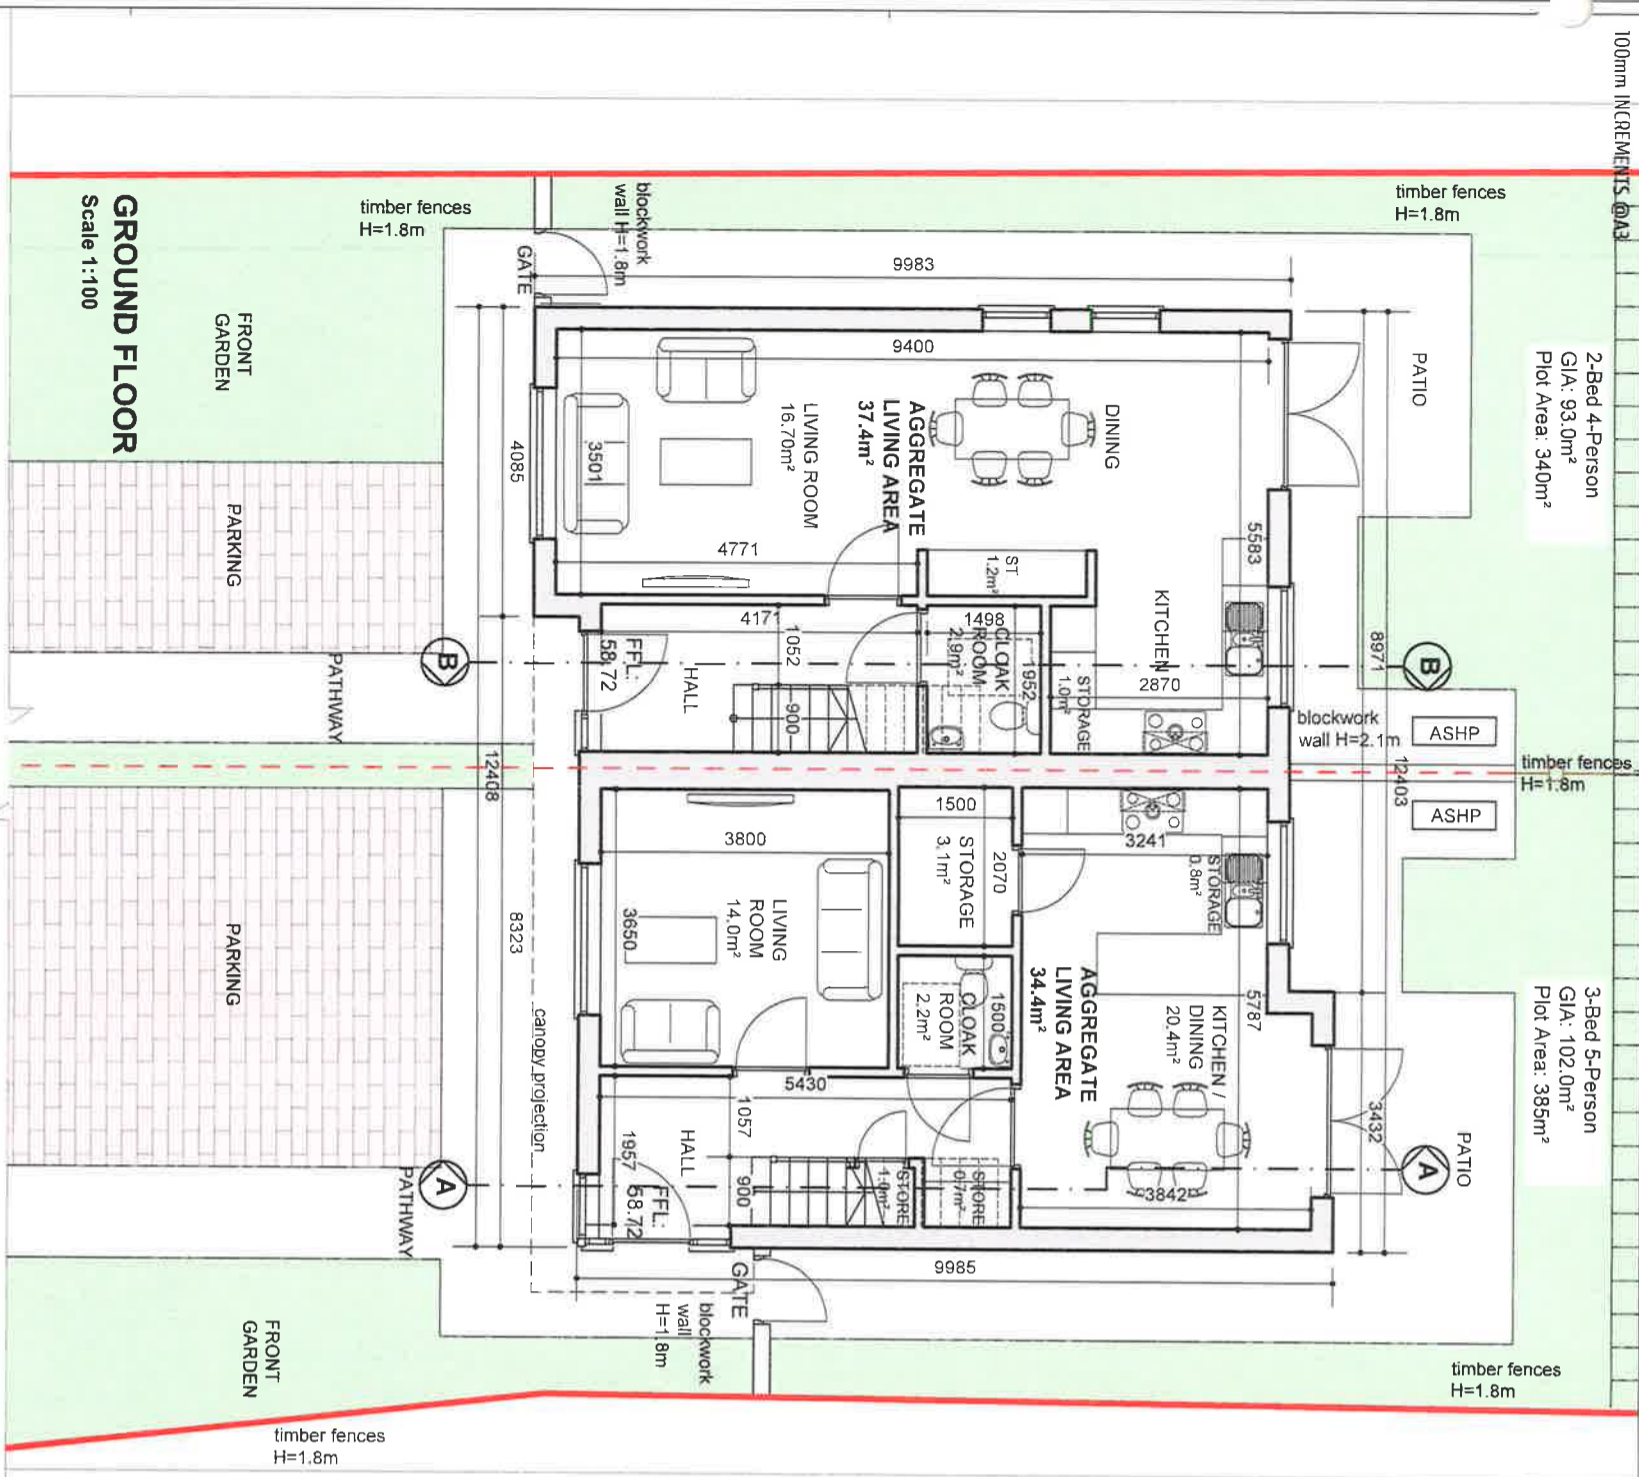 100mm INCREMENTS @A3
2-Bed 4-Person
GIA: 93.0m²
Plot Area: 340m²
3-Bed 5-Person
GIA: 102.0m²
Plot Area: 385m²
timber fences
H=1.8m
timber fences
H=1.8m
timber fences
H=1.8m
PATIO
PATIO
B
A
ASHP
ASHP
blockwork
wall H=2.1m
8971
12403
3432
9983
9400
DINING
KITCHEN
5583
2870
STORAGE
1.0m²
ST
1.2m²
AGGREGATE
LIVING AREA
37.4m²
LIVING ROOM
16.70m²
3501
4771
4171
1052
1498
CLOAK
ROOM
2.9m²
1952
900
HALL
FFL:
58.72
3241
STORAGE
0.8m²
5787
KITCHEN /
DINING
20.4m²
AGGREGATE
LIVING AREA
34.4m²
3842
1500
STORAGE
3.1m²
2070
CLOAK
ROOM
2.2m²
1500
3800
LIVING
ROOM
14.0m²
3650
5430
1057
1957
900
HALL
FFL:
58.72
STORE
1.0m²
STORE
0.7m²
9985
GATE
blockwork
wall H=1.8m
GATE
blockwork
wall
H=1.8m
4085
12408
8323
canopy projection
timber fences
H=1.8m
B
A
PATHWAY
PATHWAY
FRONT
GARDEN
PARKING
PARKING
FRONT
GARDEN
timber fences
H=1.8m
GROUND FLOOR
Scale 1:100